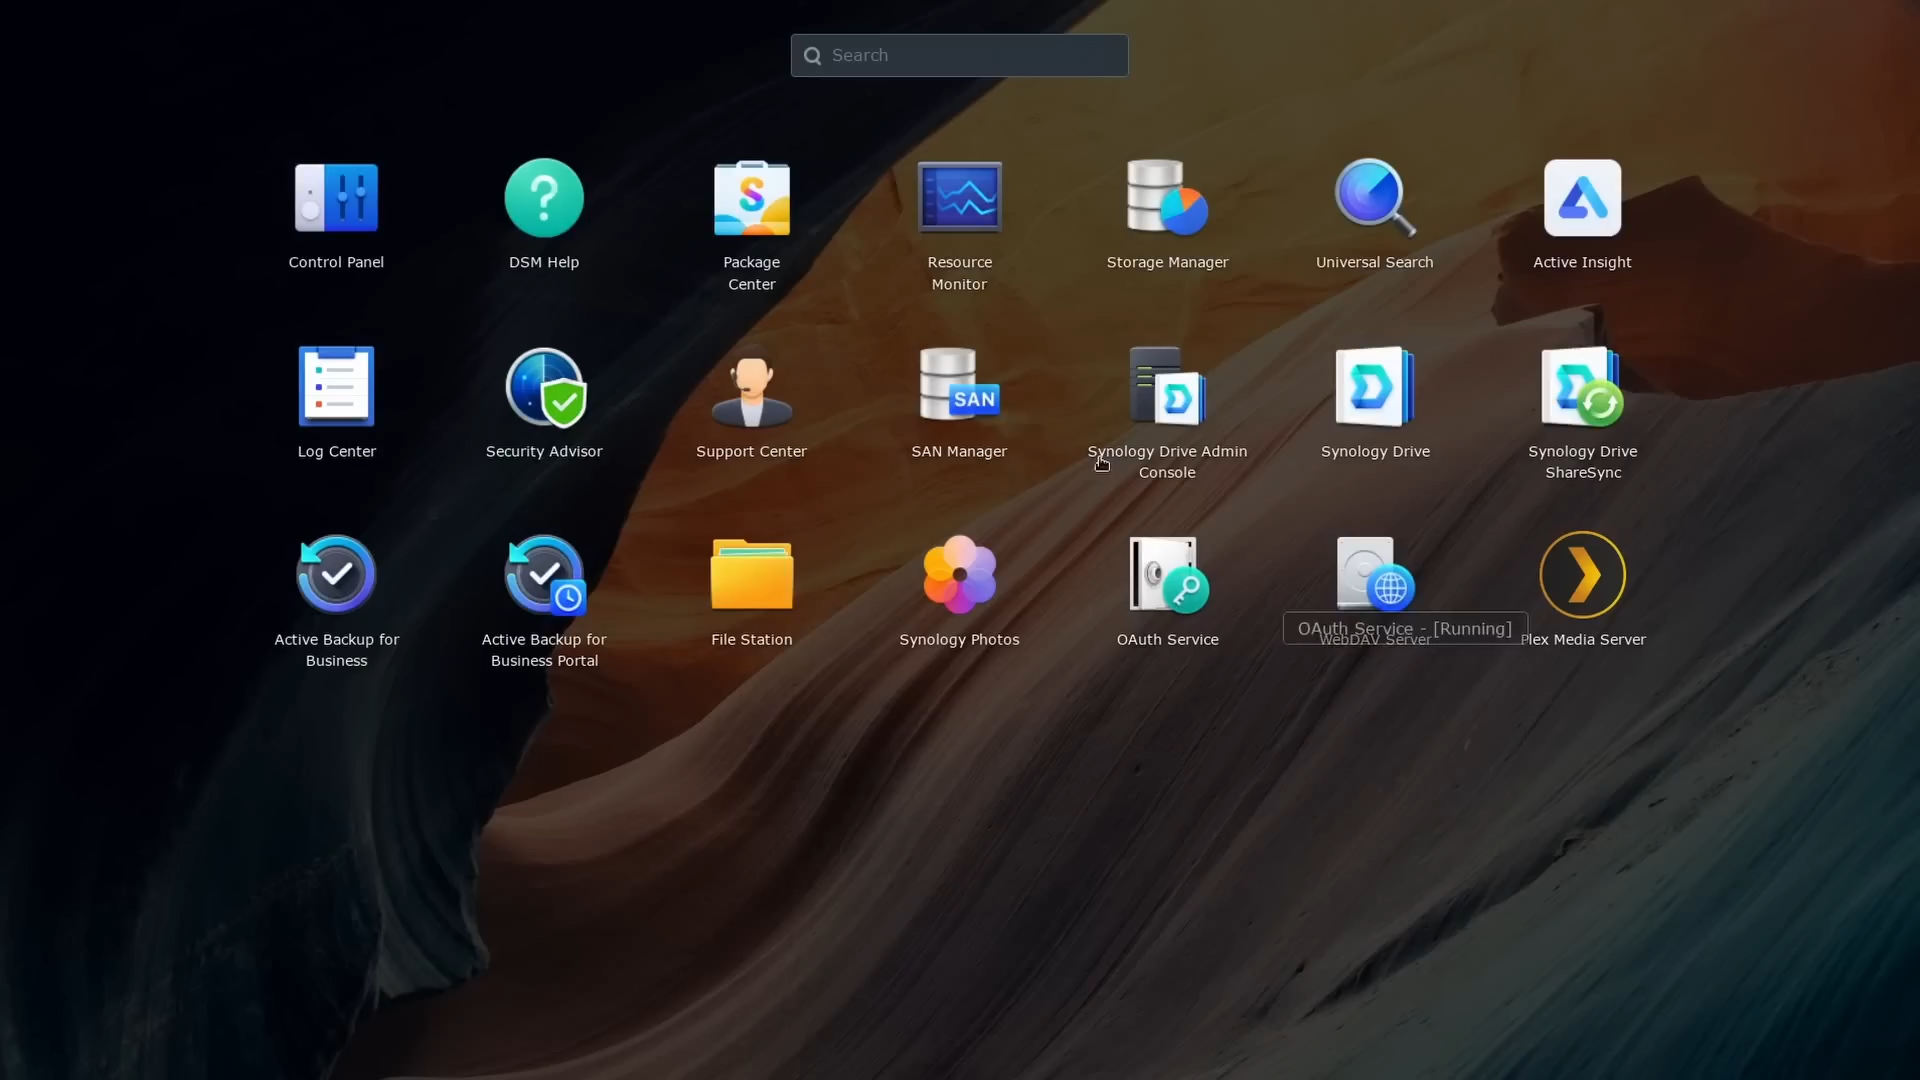 Search
Control Panel
DSM Help
Package
Center
Resource
Monitor
Storage Manager
Universal Search
Active Insight
Log Center
Security Advisor
Support Center
SAN
SAN Manager
Synology Drive Admin
Console
Synology Drive
Synology Drive
ShareSync
Active Backup for
Business
Active Backup for
Business Portal
File Station
Synology Photos
OAuth Service
OAuth Service - [Running]
WebDAV Server
Plex Media Server